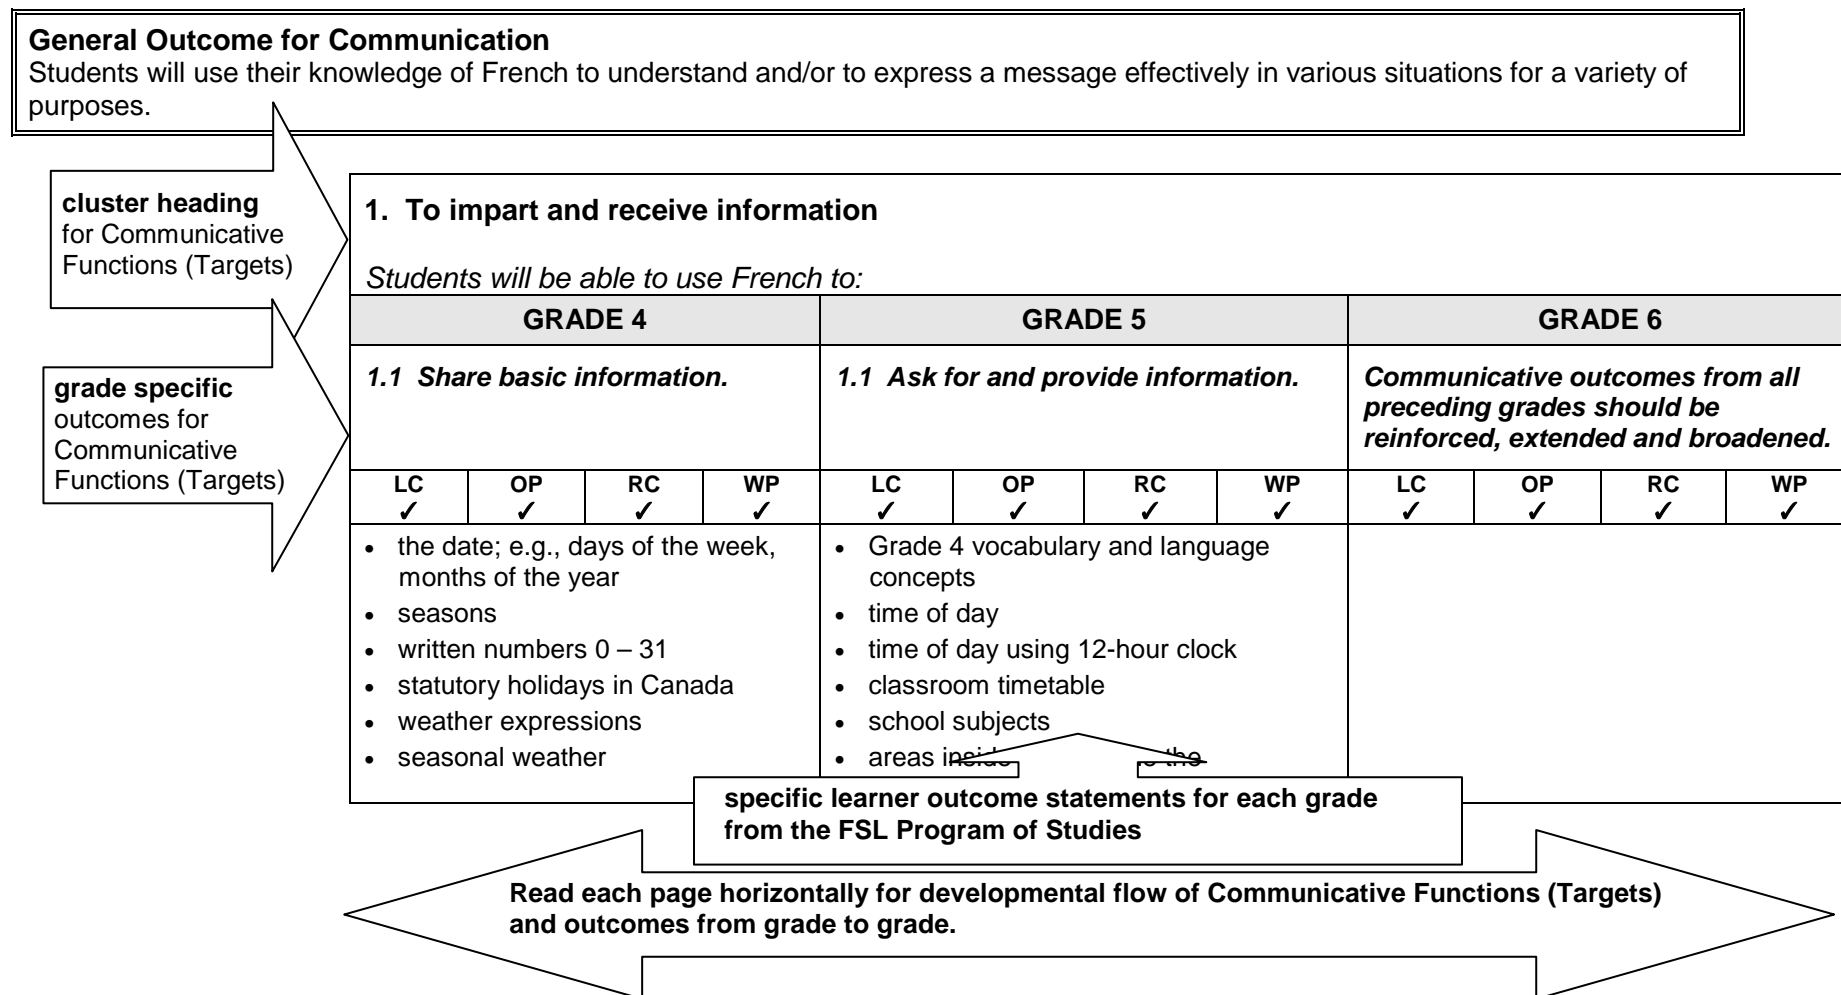 General Outcome for Communication
Students will use their knowledge of French to understand and/or to express a message effectively in various situations for a variety of
purposes.
cluster heading
for Communicative
Functions (Targets)
1. To impart and receive information
Students will be able to use French to:
GRADE 4 GRADE 5 GRADE 6
grade specific
outcomes for
Communicative
Functions (Targets)
1.1 Share basic information.
1.1 Ask for and provide information.
Communicative outcomes from all
preceding grades should be
reinforced, extended and broadened.
LC OP RC WP LC OP RC WP LC OP RC WP
✓ ✓ ✓ ✓ ✓ ✓ ✓ ✓ ✓ ✓ ✓ ✓
• the date; e.g., days of the week,
months of the year
• seasons
• written numbers 0 – 31
• statutory holidays in Canada
• weather expressions
• seasonal weather
• Grade 4 vocabulary and language
concepts
• time of day
• time of day using 12-hour clock
• classroom timetable
• school subjects
• areas inside the
specific learner outcome statements for each grade
from the FSL Program of Studies
Read each page horizontally for developmental flow of Communicative Functions (Targets)
and outcomes from grade to grade.